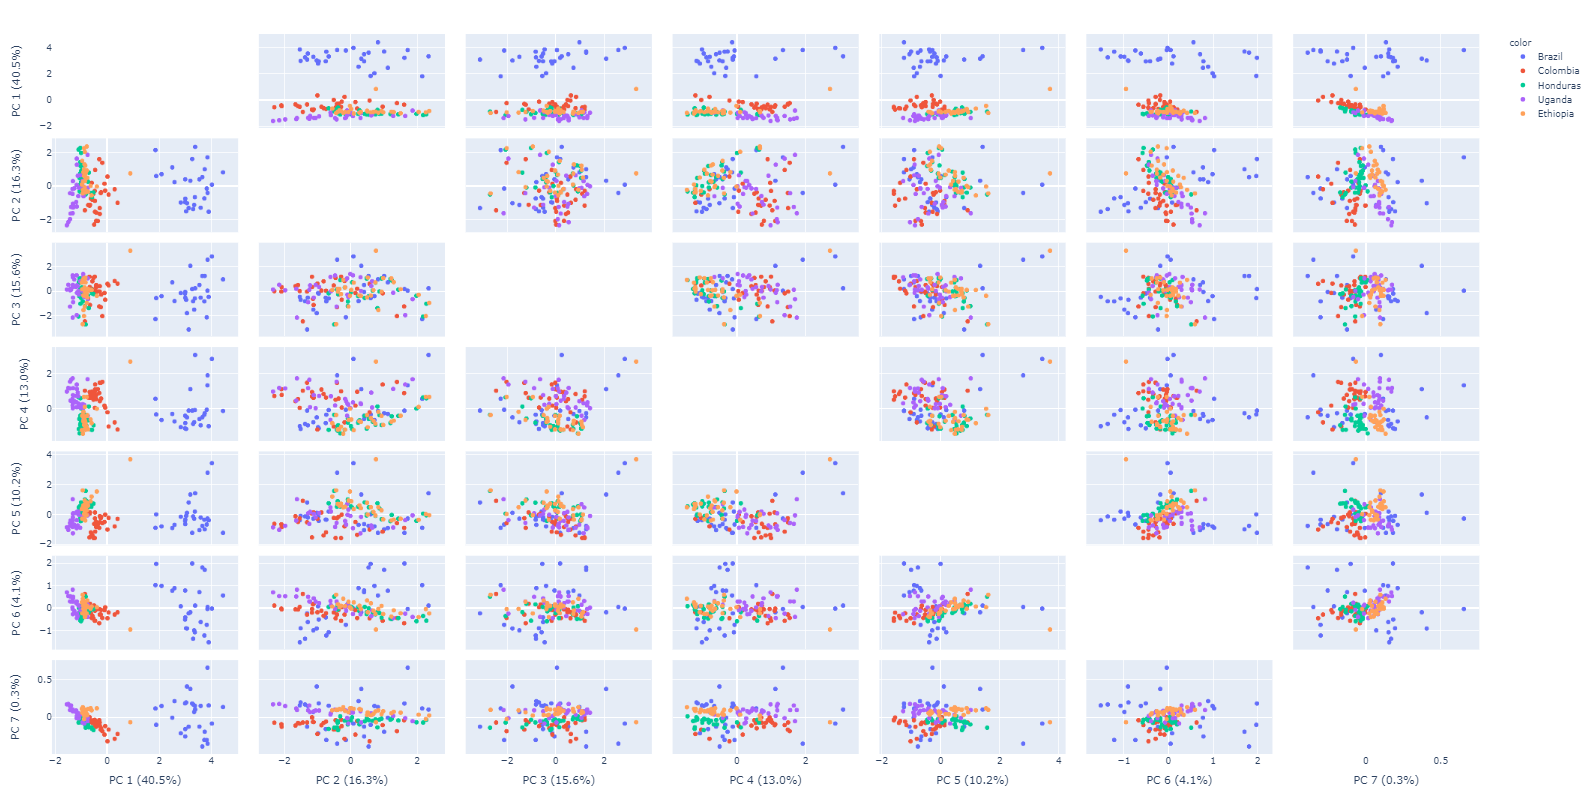 color
Brazil
Colombia
Honduras
Uganda
Ethiopia
PC 1 (40.5%)
4
2
0
−2
PC 2 (16.3%)
2
0
−2
PC 3 (15.6%)
2
0
−2
PC 4 (13.0%)
2
0
PC 5 (10.2%)
4
2
0
−2
PC 6 (4.1%)
2
1
0
−1
PC 7 (0.3%)
0.5
0
−2 0 2 4 −2 0 2 −2 0 2 0 2 −2 0 2 4 −1 0 1 2 0 0.5
PC 1 (40.5%) PC 2 (16.3%) PC 3 (15.6%) PC 4 (13.0%) PC 5 (10.2%) PC 6 (4.1%) PC 7 (0.3%)